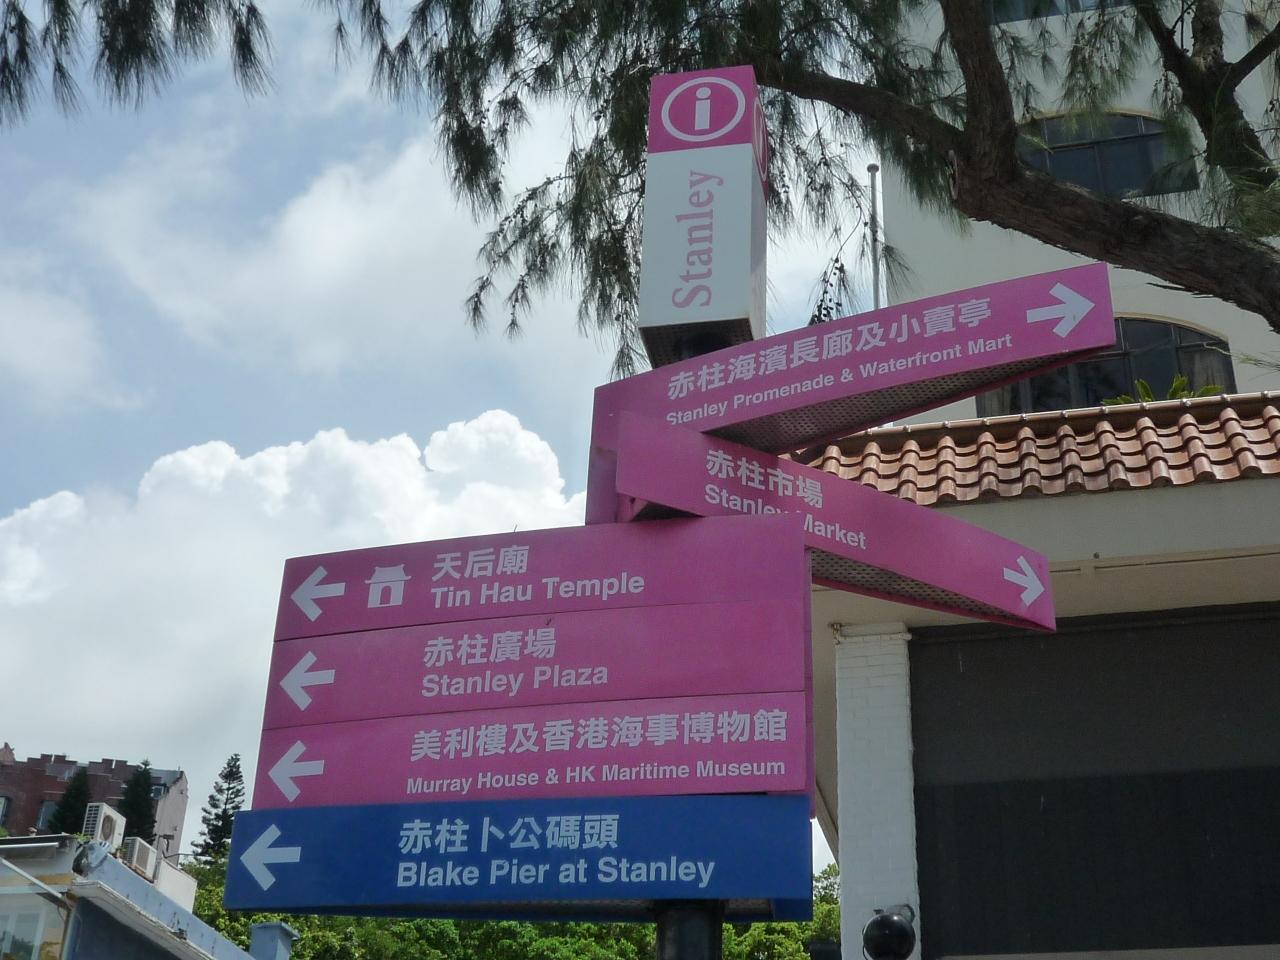 i
Stanley
赤柱海濱長廊及小賣亭
Stanley Promenade & Waterfront Mart
赤柱市場
Stanley Market
天后廟
Tin Hau Temple
赤柱廣場
Stanley Plaza
美利樓及香港海事博物館
Murray House & HK Maritime Museum
赤柱卜公碼頭
Blake Pier at Stanley